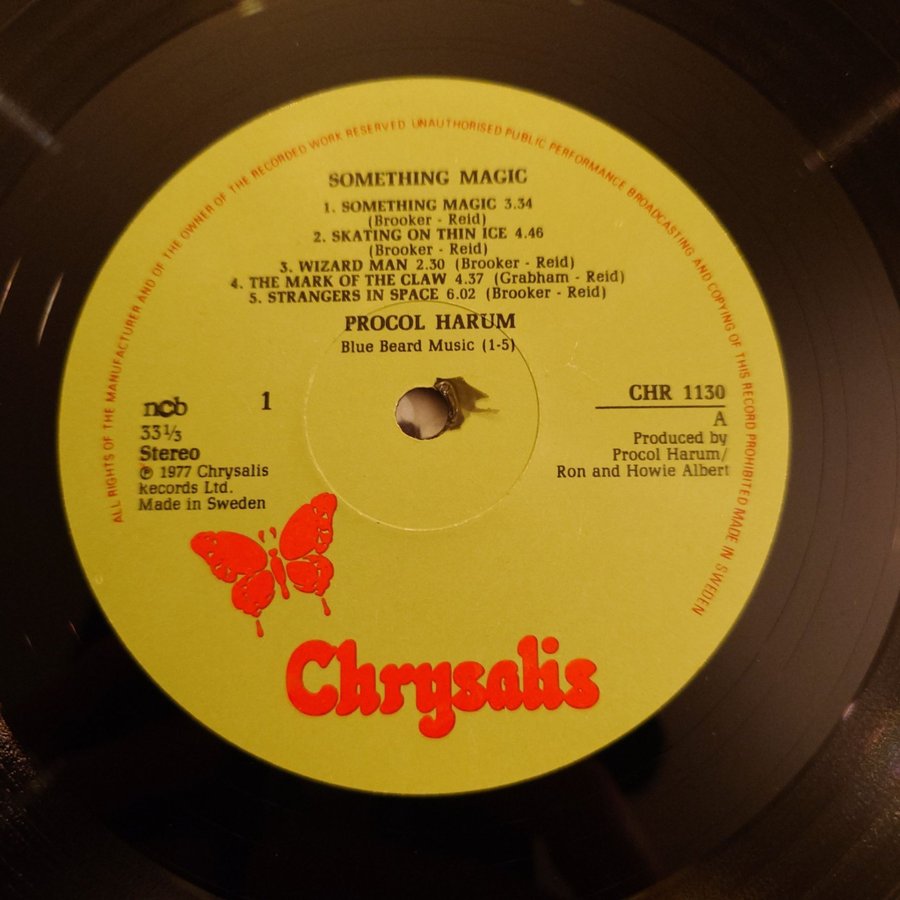 ALL RIGHTS OF THE MANUFACTURER AND OF THE OWNER OF THE RECORDED WORK RESERVED UNAUTHORISED PUBLIC PERFORMANCE BROADCASTING AND COPYING OF THIS RECORD PROHIBITED MADE IN SWEDEN
SOMETHING MAGIC
1. SOMETHING MAGIC 3.34
(Brooker - Reid)
2. SKATING ON THIN ICE 4.46
(Brooker - Reid)
3. WIZARD MAN 2.30 (Brooker - Reid)
4. THE MARK OF THE CLAW 4.37 (Grabham - Reid)
5. STRANGERS IN SPACE 6.02 (Brooker - Reid)
PROCOL HARUM
Blue Beard Music (1-5)
ncb
1
33 1/3
Stereo
℗ 1977 Chrysalis
Records Ltd.
Made in Sweden
CHR 1130
A
Produced by
Procol Harum/
Ron and Howie Albert
Chrysalis